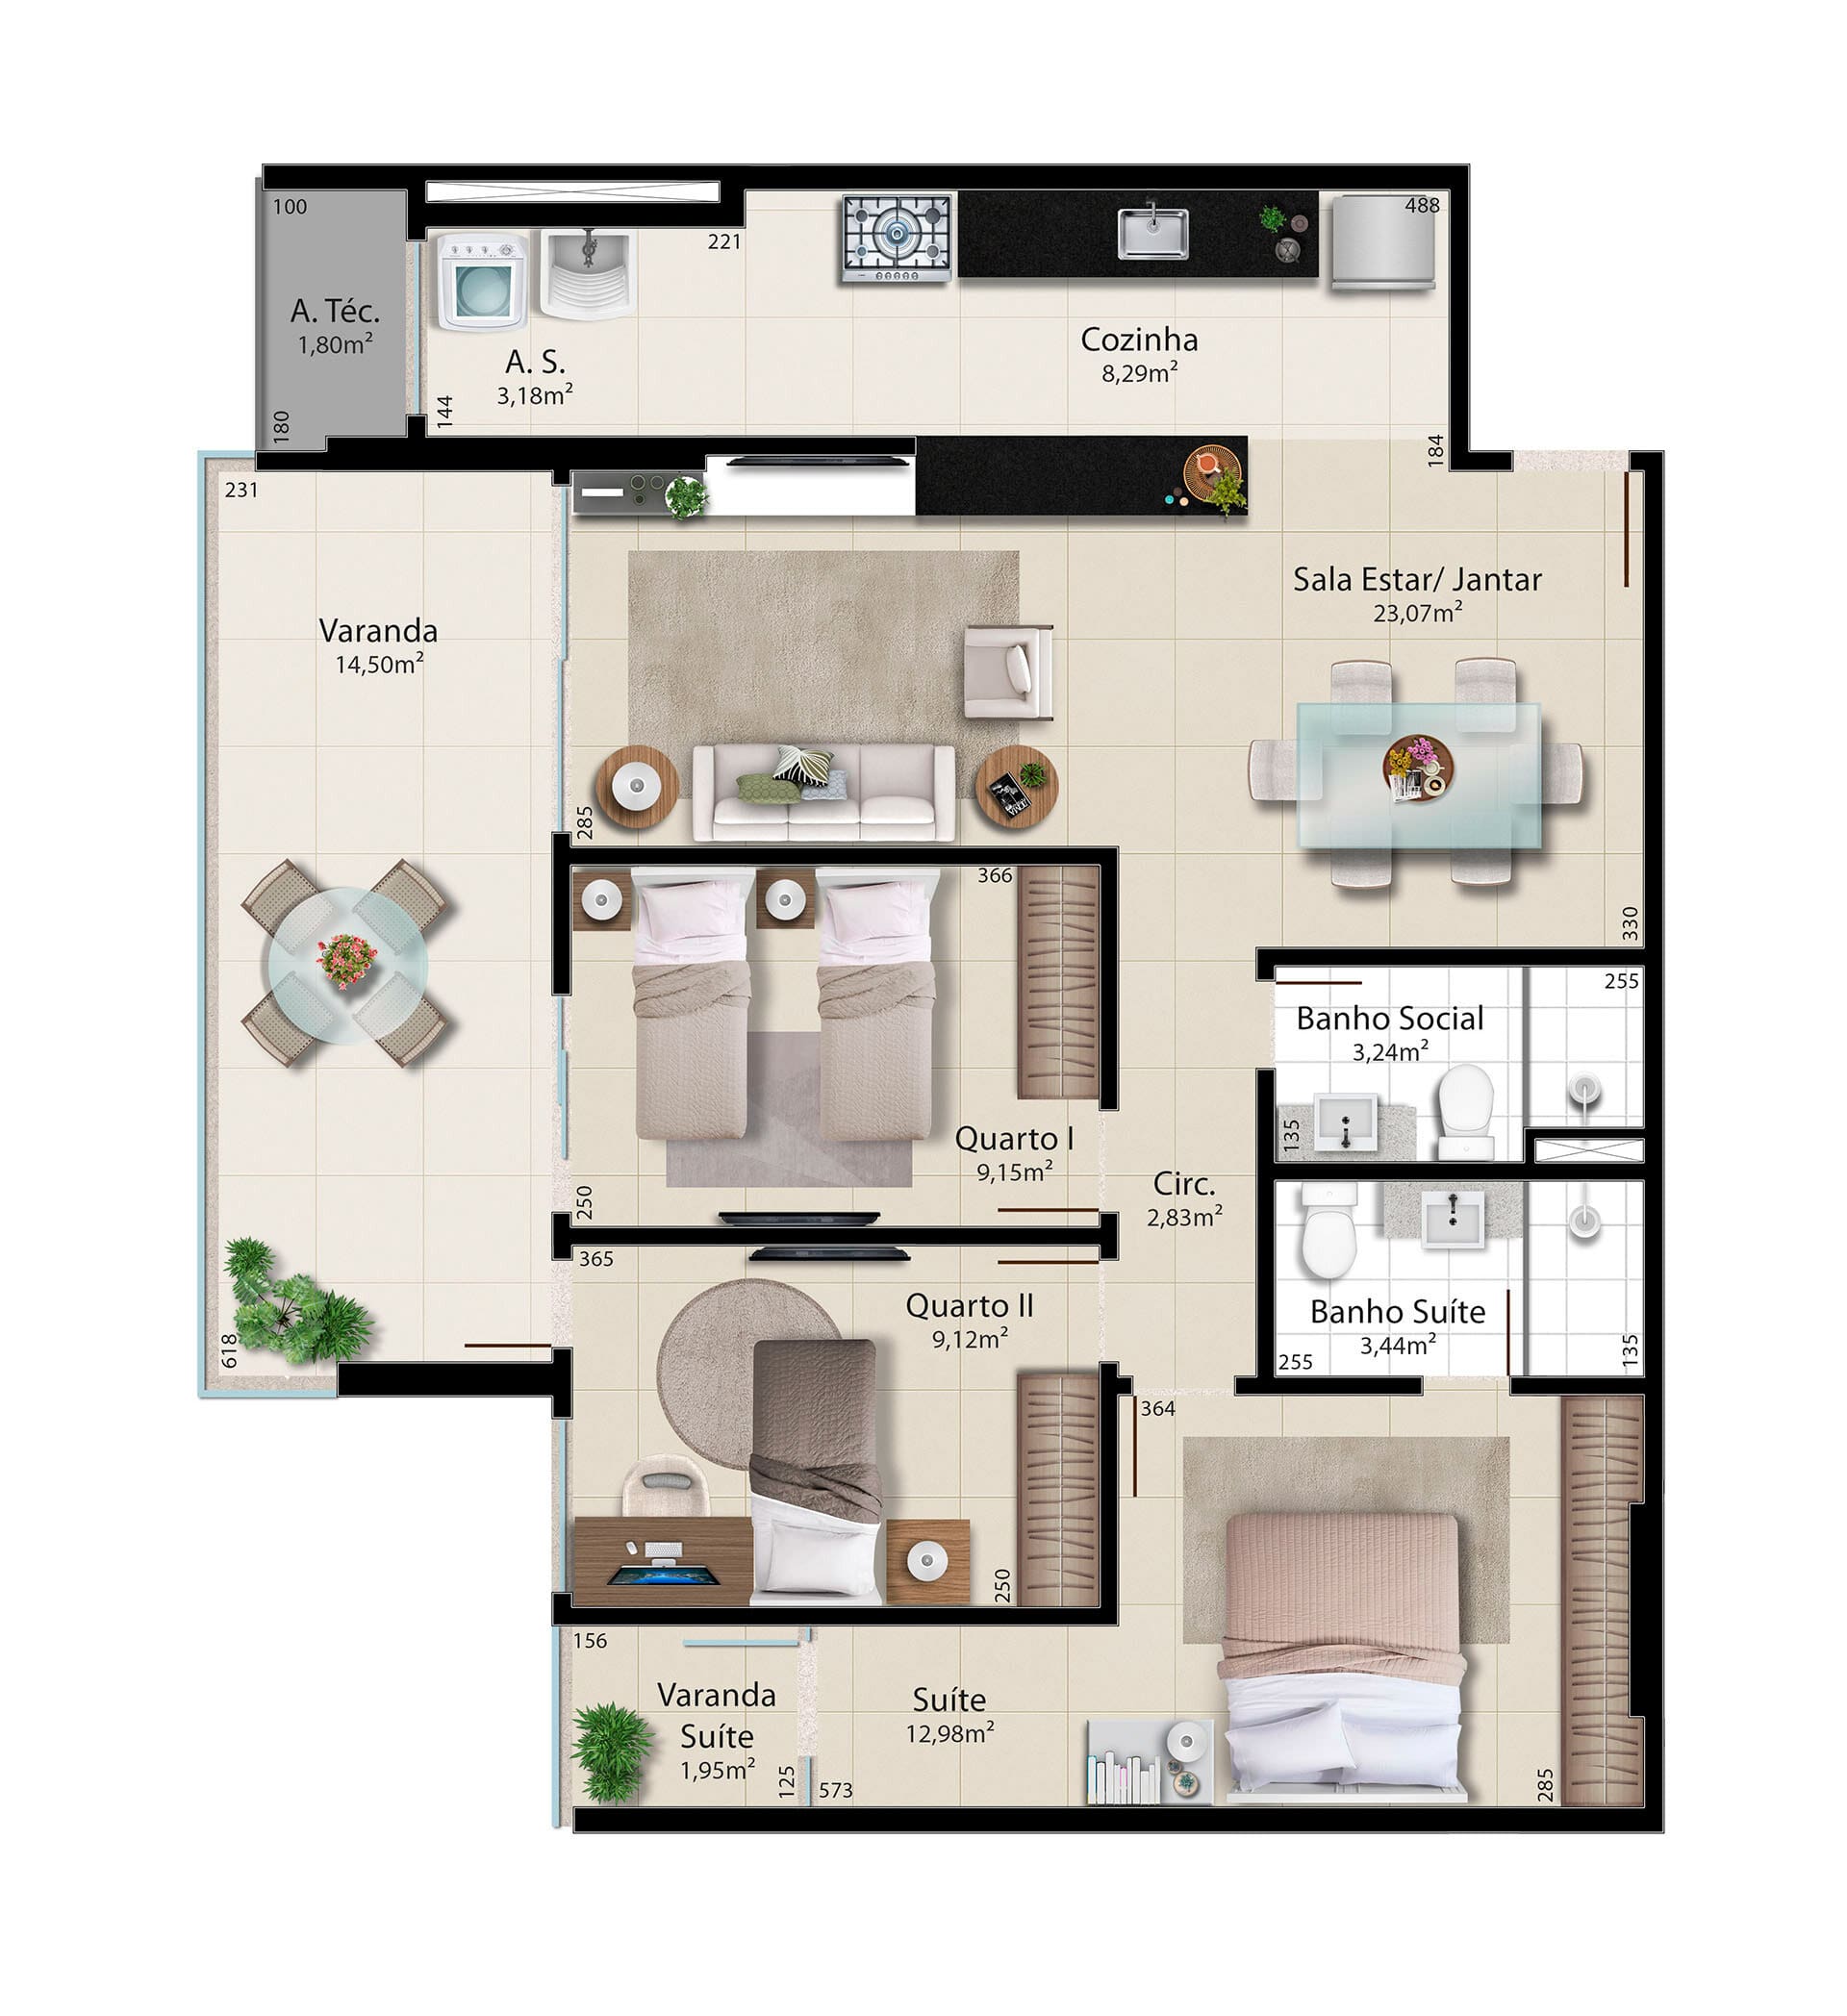 100
488
221
A. Téc.
1,80m²
Cozinha
8,29m²
A. S.
3,18m²
180
144
184
231
Sala Estar/ Jantar
23,07m²
Varanda
14,50m²
285
366
330
255
Banho Social
3,24m²
135
Quarto I
9,15m²
Circ.
2,83m²
250
365
Quarto II
9,12m²
Banho Suíte
3,44m²
618
255
135
364
250
156
Varanda
Suíte
1,95m²
Suíte
12,98m²
125
573
285